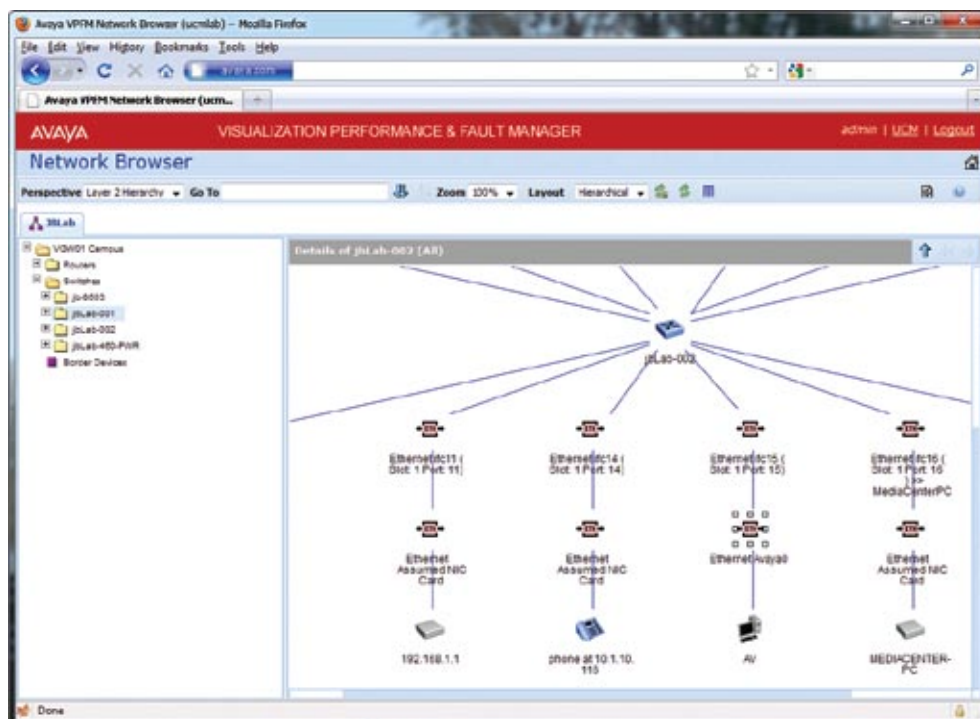 Avaya VPFM Network Browser (ucmlab) - Mozilla Firefox
File Edit View History Bookmarks Tools Help
avaya.com
Avaya VPFM Network Browser (ucm...
AVAYA VISUALIZATION PERFORMANCE & FAULT MANAGER admin | UCM | Logout
Network Browser
Perspective Layer 2 Hierarchy Go To Zoom 100% Layout Hierarchical
VGW01 Campus
Routers
Switches
jbLab-001
jbLab-002
jbLab-460-PWR
Border Devices
Details of jbLab-002 (All)
jbLab-002
Ethernet ifc11 (
Slot: 1 Port: 11)
Ethernet ifc14 (
Slot: 1 Port: 14)
Ethernet ifc15 (
Slot: 1 Port: 15)
Ethernet ifc16 (
Slot: 1 Port: 16
) >>
MediaCenterPC
Ethernet
Assumed NIC
Card
Ethernet
Assumed NIC
Card
Ethernet Avaya0
Ethernet
Assumed NIC
Card
192.168.1.1
phone at 10.1.10.
115
AV
MEDIACENTER-
PC
Done